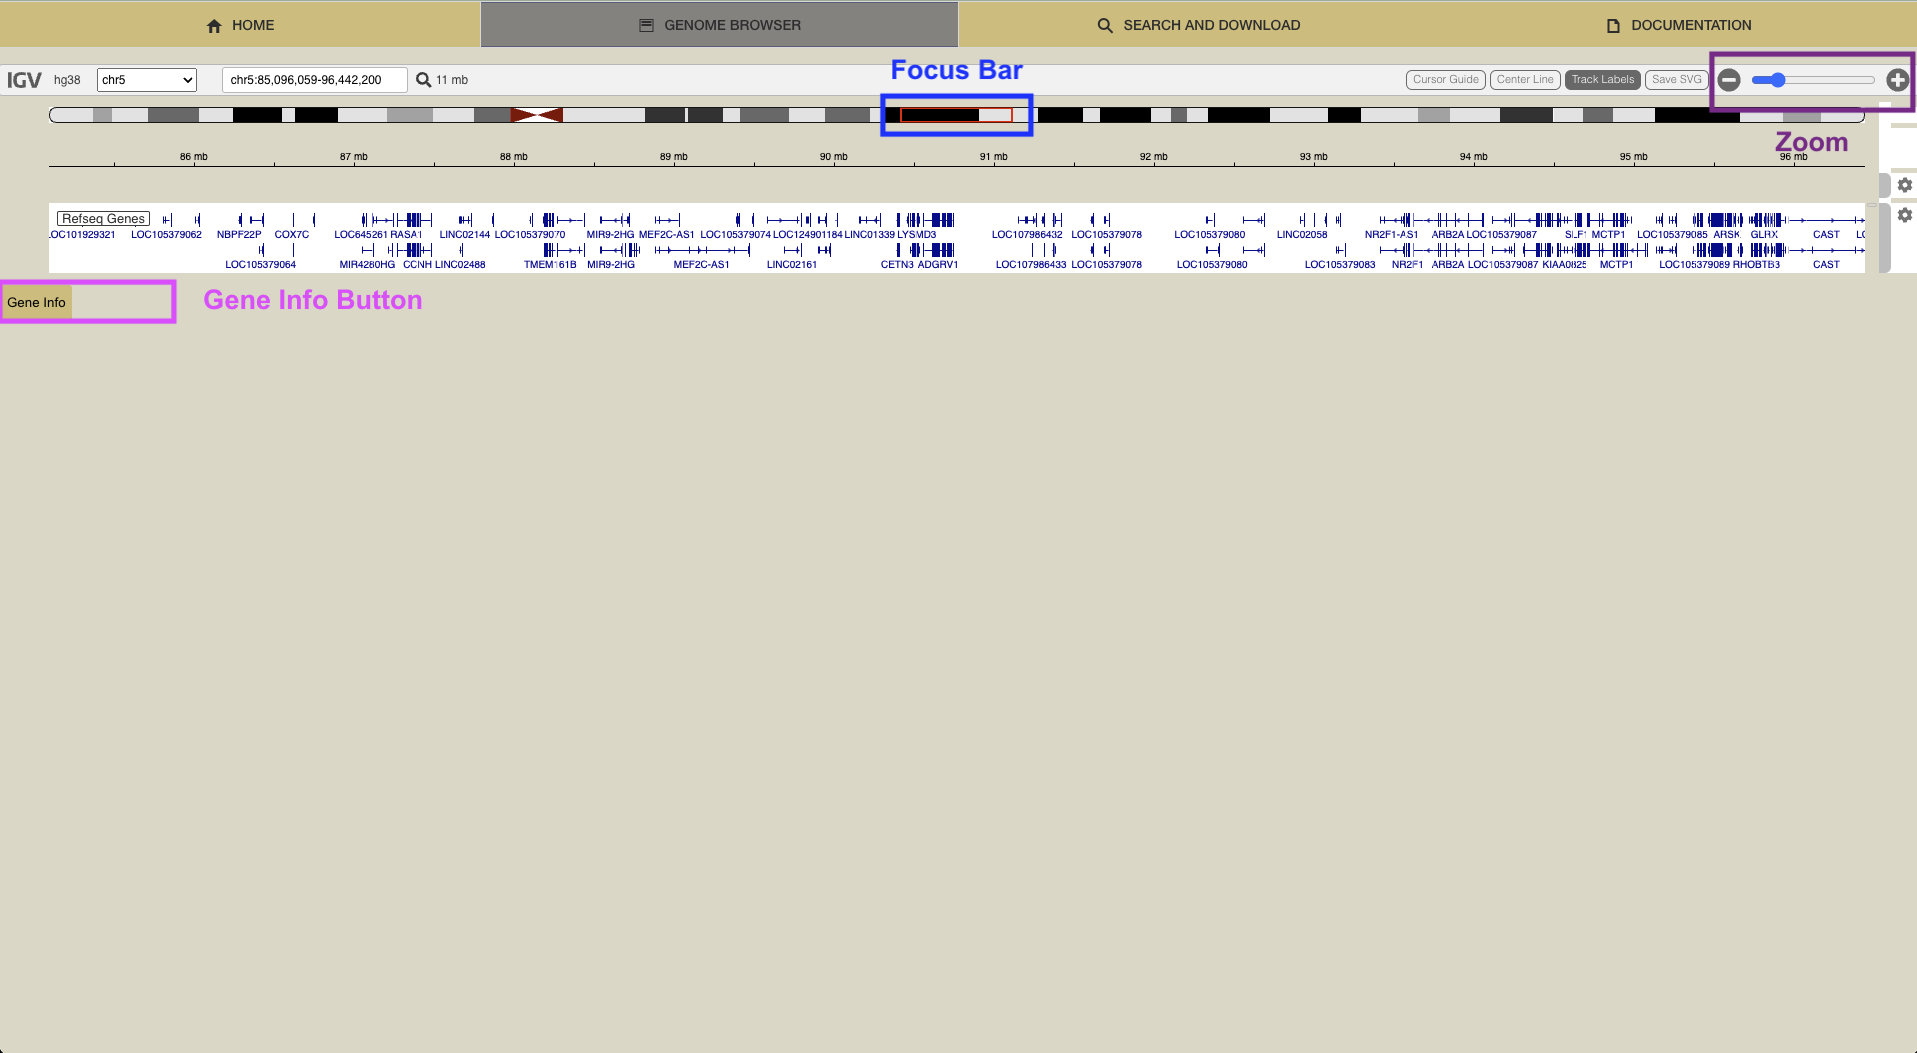 HOME GENOME BROWSER SEARCH AND DOWNLOAD DOCUMENTATION
IGV hg38 chr5 chr5:85,096,059-96,442,200 11 mb Focus Bar Cursor Guide Center Line Track Labels Save SVG
Zoom
86 mb 87 mb 88 mb 89 mb 90 mb 91 mb 92 mb 93 mb 94 mb 95 mb 96 mb
Refseq Genes
LOC101929321 LOC105379062 NBPF22P COX7C LOC645261 RASA1 LINC02144 LOC105379070 MIR9-2HG MEF2C-AS1 LOC105379074 LOC124901184 LINC01339 LYSMD3 LOC107986432 LOC105379078 LOC105379080 LINC02058 NR2F1-AS1 ARB2A LOC105379087 SLF1 MCTP1 LOC105379085 ARSK GLRX CAST
LOC105379064 MIR4280HG CCNH LINC02488 TMEM161B MIR9-2HG MEF2C-AS1 LINC02161 CETN3 ADGRV1 LOC107986433 LOC105379078 LOC105379080 LOC105379083 NR2F1 ARB2A LOC105379087 KIAA0825 MCTP1 LOC105379089 RHOBTB3 CAST
Gene Info Gene Info Button